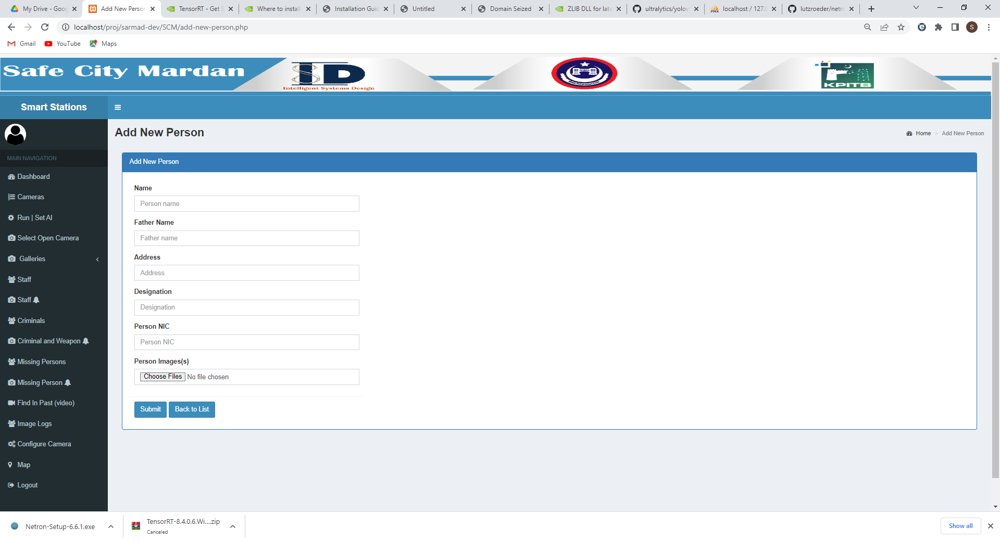 My Drive - Goog
Add New Person
TensorRT - Get S
Where to install
Installation Guid
Untitled
Domain Seized
ZLIB DLL for late
ultralytics/yolov
localhost / 127.0
lutzroeder/netro
localhost/proj/sarmad-dev/SCM/add-new-person.php
S
Gmail
YouTube
Maps
Safe City Mardan
ISD
Intelligent Systems Design
KPITB
Smart Stations
Add New Person
Home > Add New Person
MAIN NAVIGATION
Dashboard
Cameras
Run | Set AI
Select Open Camera
Galleries
Staff
Staff
Criminals
Criminal and Weapon
Missing Persons
Missing Person
Find In Past (video)
Image Logs
Configure Camera
Map
Logout
Add New Person
Name
Person name
Father Name
Father name
Address
Address
Designation
Designation
Person NIC
Person NIC
Person Images(s)
Choose Files No file chosen
Submit
Back to List
Netron-Setup-6.6.1.exe
TensorRT-8.4.0.6.Wi....zip
Canceled
Show all